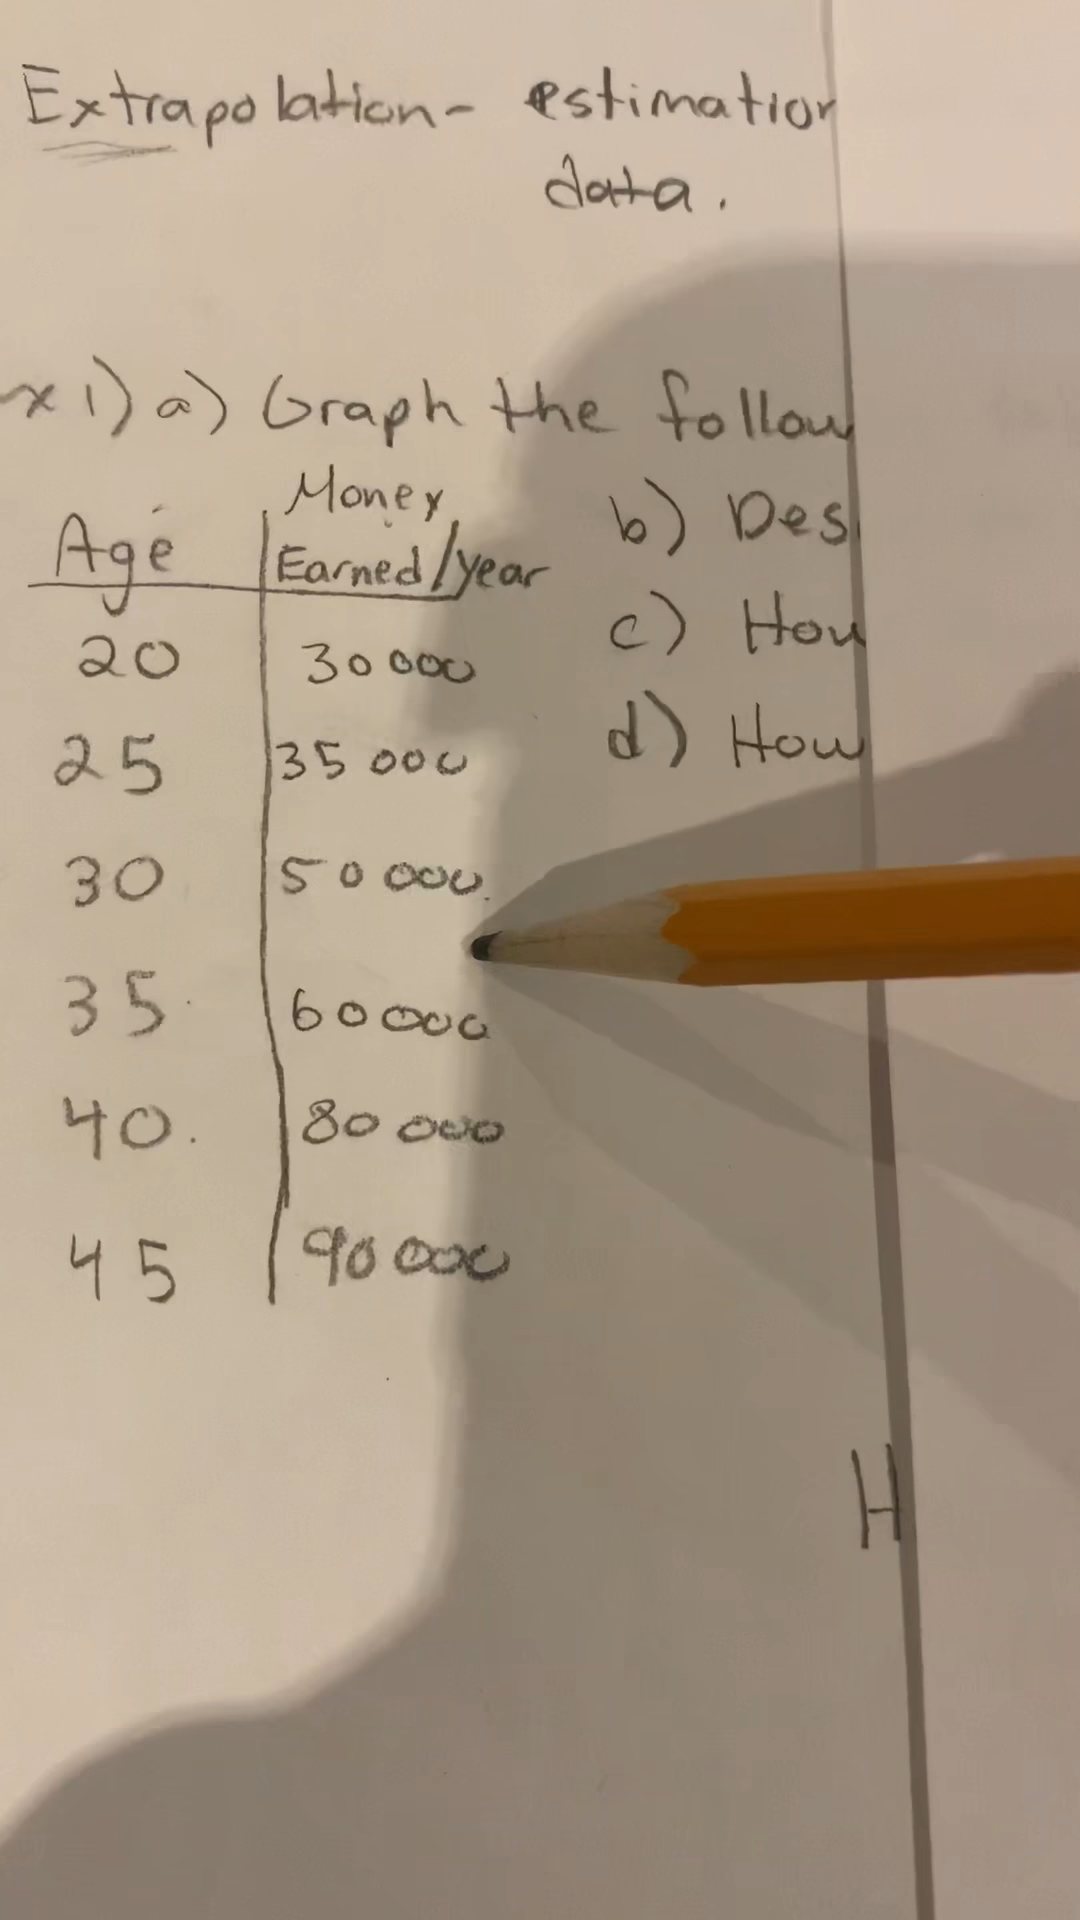 Extrapolation- estimation
data.
x 1) a) Graph the follow
Age | Money Earned/year
b) Des
c) How
d) How
20 | 30 000
25 | 35 000
30 | 50 000
35 | 60 000
40 | 80 000
45 | 90 000
H